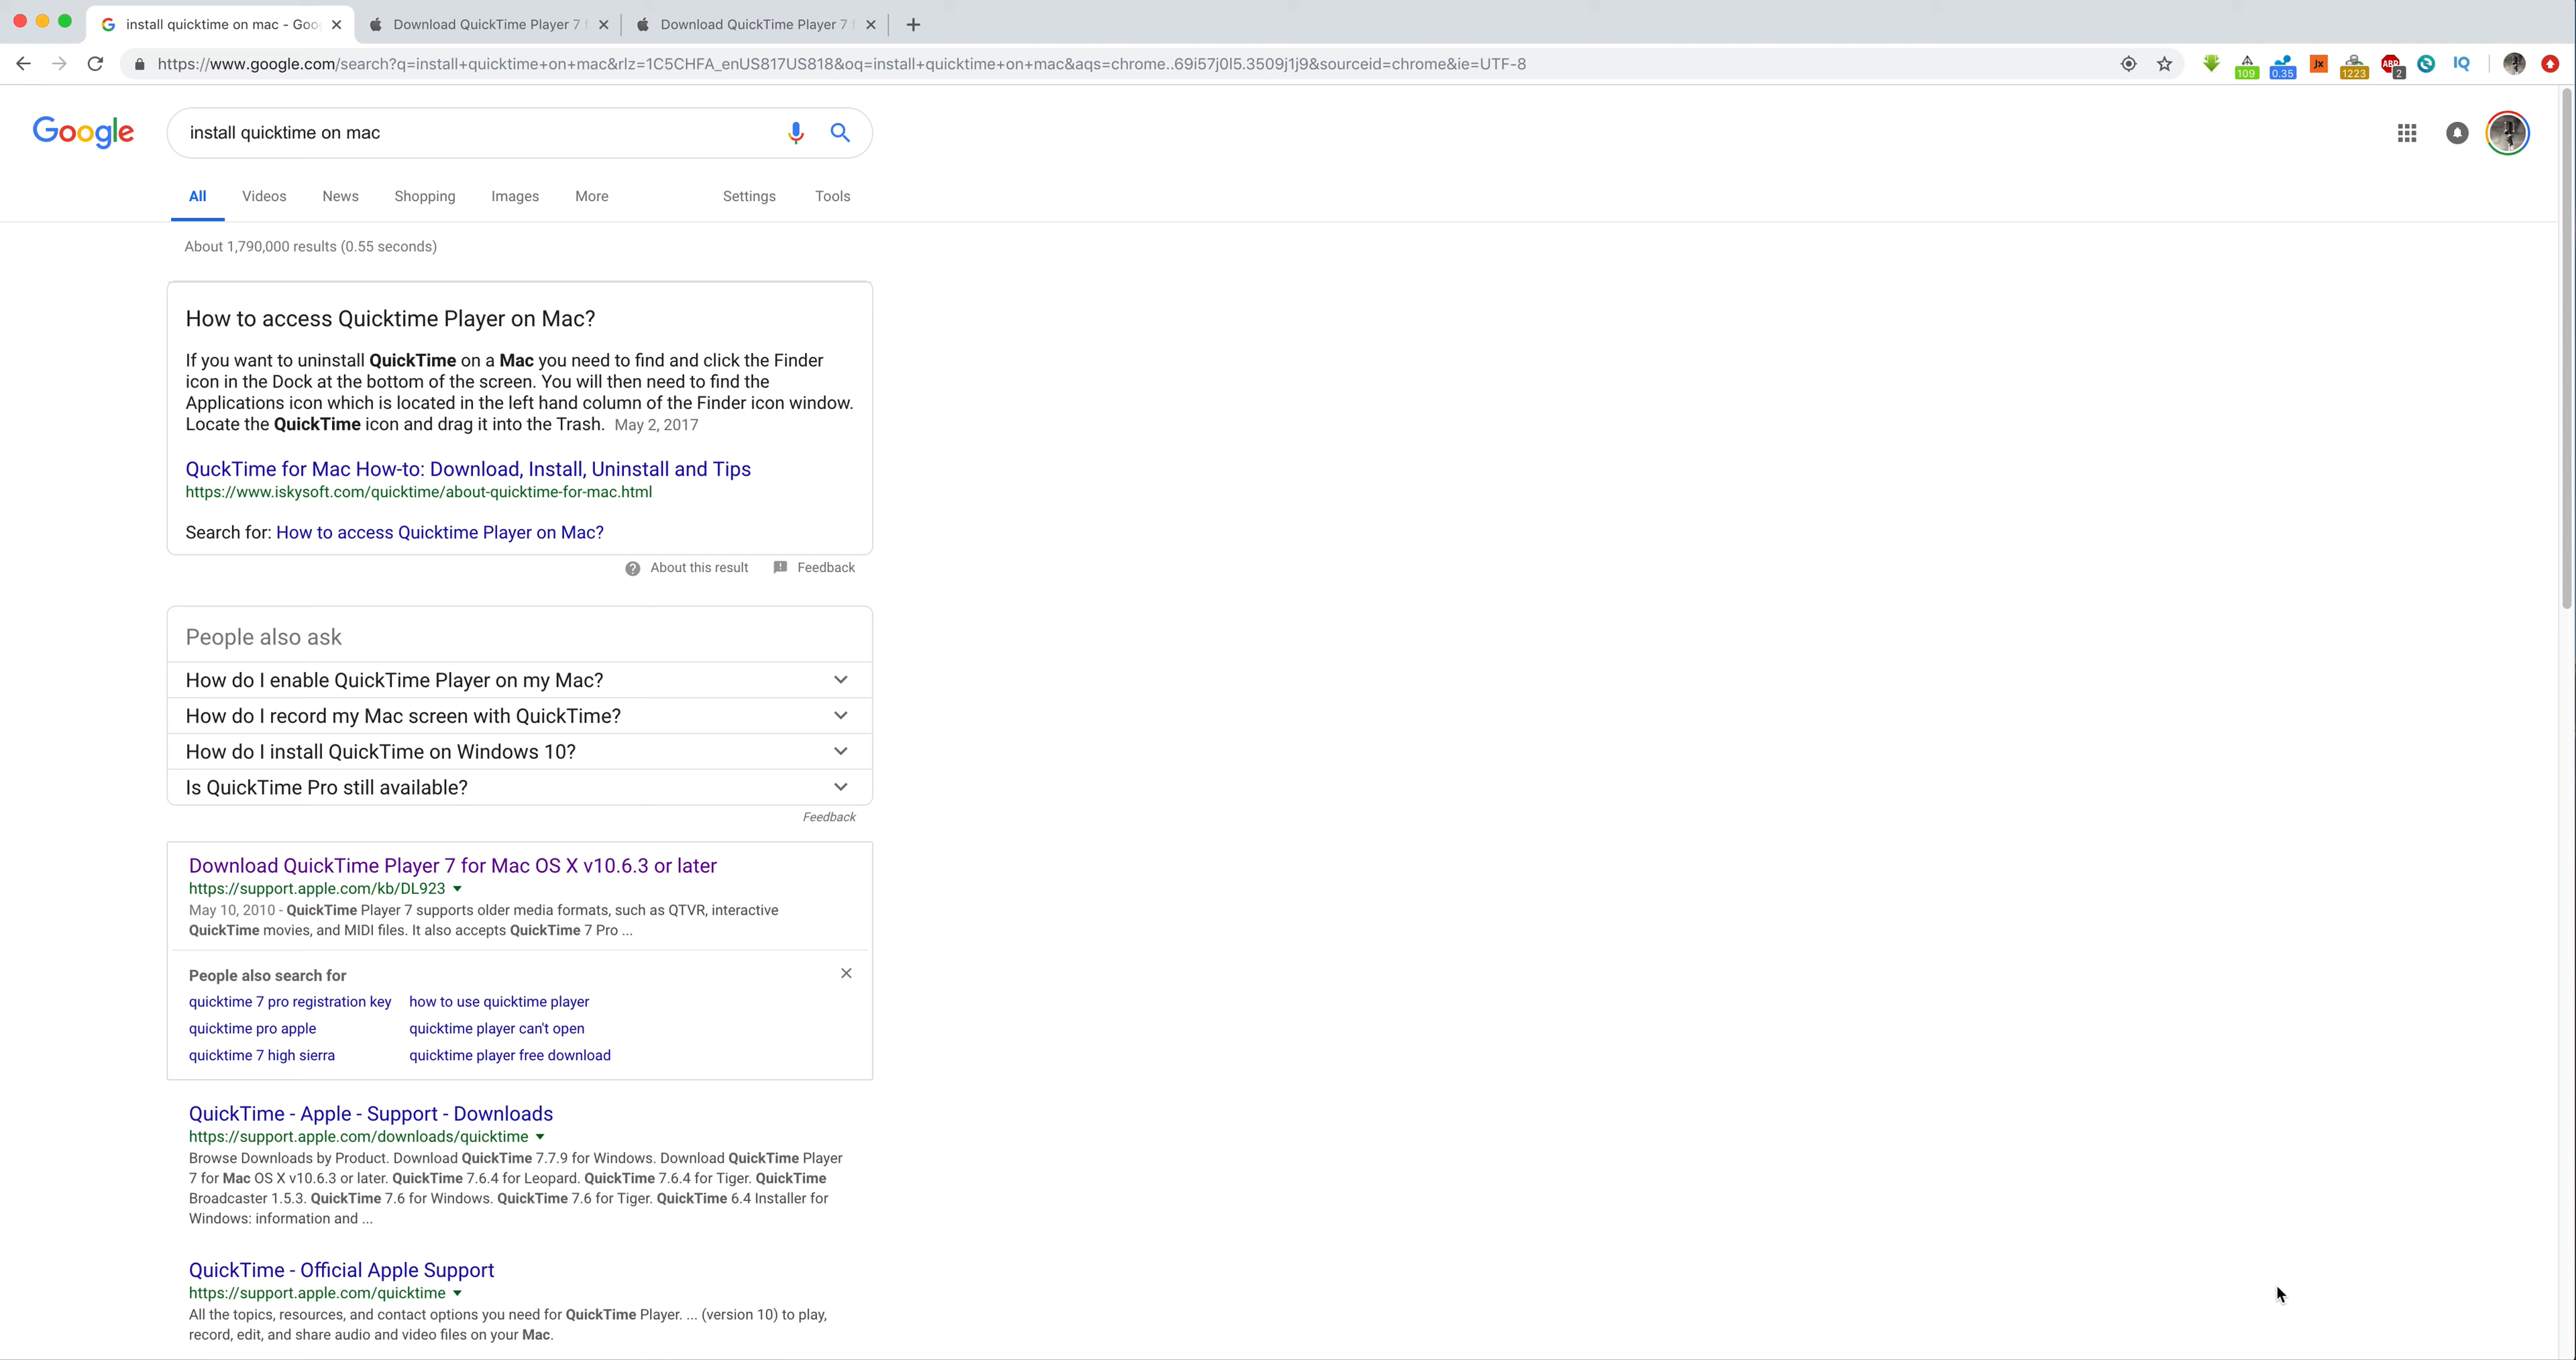 install quicktime on mac - Goo
Download QuickTime Player 7 f
Download QuickTime Player 7 f
https://www.google.com/search?q=install+quicktime+on+mac&rlz=1C5CHFA_enUS817US818&oq=install+quicktime+on+mac&aqs=chrome..69i57j0l5.3509j1j9&sourceid=chrome&ie=UTF-8
109
0.35
Jx
1223
ABP
2
IQ
Google
install quicktime on mac
All Videos News Shopping Images More Settings Tools
About 1,790,000 results (0.55 seconds)
How to access Quicktime Player on Mac?
If you want to uninstall QuickTime on a Mac you need to find and click the Finder
icon in the Dock at the bottom of the screen. You will then need to find the
Applications icon which is located in the left hand column of the Finder icon window.
Locate the QuickTime icon and drag it into the Trash. May 2, 2017
QuckTime for Mac How-to: Download, Install, Uninstall and Tips
https://www.iskysoft.com/quicktime/about-quicktime-for-mac.html
Search for: How to access Quicktime Player on Mac?
About this result Feedback
People also ask
How do I enable QuickTime Player on my Mac?
How do I record my Mac screen with QuickTime?
How do I install QuickTime on Windows 10?
Is QuickTime Pro still available?
Feedback
Download QuickTime Player 7 for Mac OS X v10.6.3 or later
https://support.apple.com/kb/DL923
May 10, 2010 - QuickTime Player 7 supports older media formats, such as QTVR, interactive
QuickTime movies, and MIDI files. It also accepts QuickTime 7 Pro ...
People also search for
quicktime 7 pro registration key how to use quicktime player
quicktime pro apple quicktime player can't open
quicktime 7 high sierra quicktime player free download
QuickTime - Apple - Support - Downloads
https://support.apple.com/downloads/quicktime
Browse Downloads by Product. Download QuickTime 7.7.9 for Windows. Download QuickTime Player
7 for Mac OS X v10.6.3 or later. QuickTime 7.6.4 for Leopard. QuickTime 7.6.4 for Tiger. QuickTime
Broadcaster 1.5.3. QuickTime 7.6 for Windows. QuickTime 7.6 for Tiger. QuickTime 6.4 Installer for
Windows: information and ...
QuickTime - Official Apple Support
https://support.apple.com/quicktime
All the topics, resources, and contact options you need for QuickTime Player. ... (version 10) to play,
record, edit, and share audio and video files on your Mac.